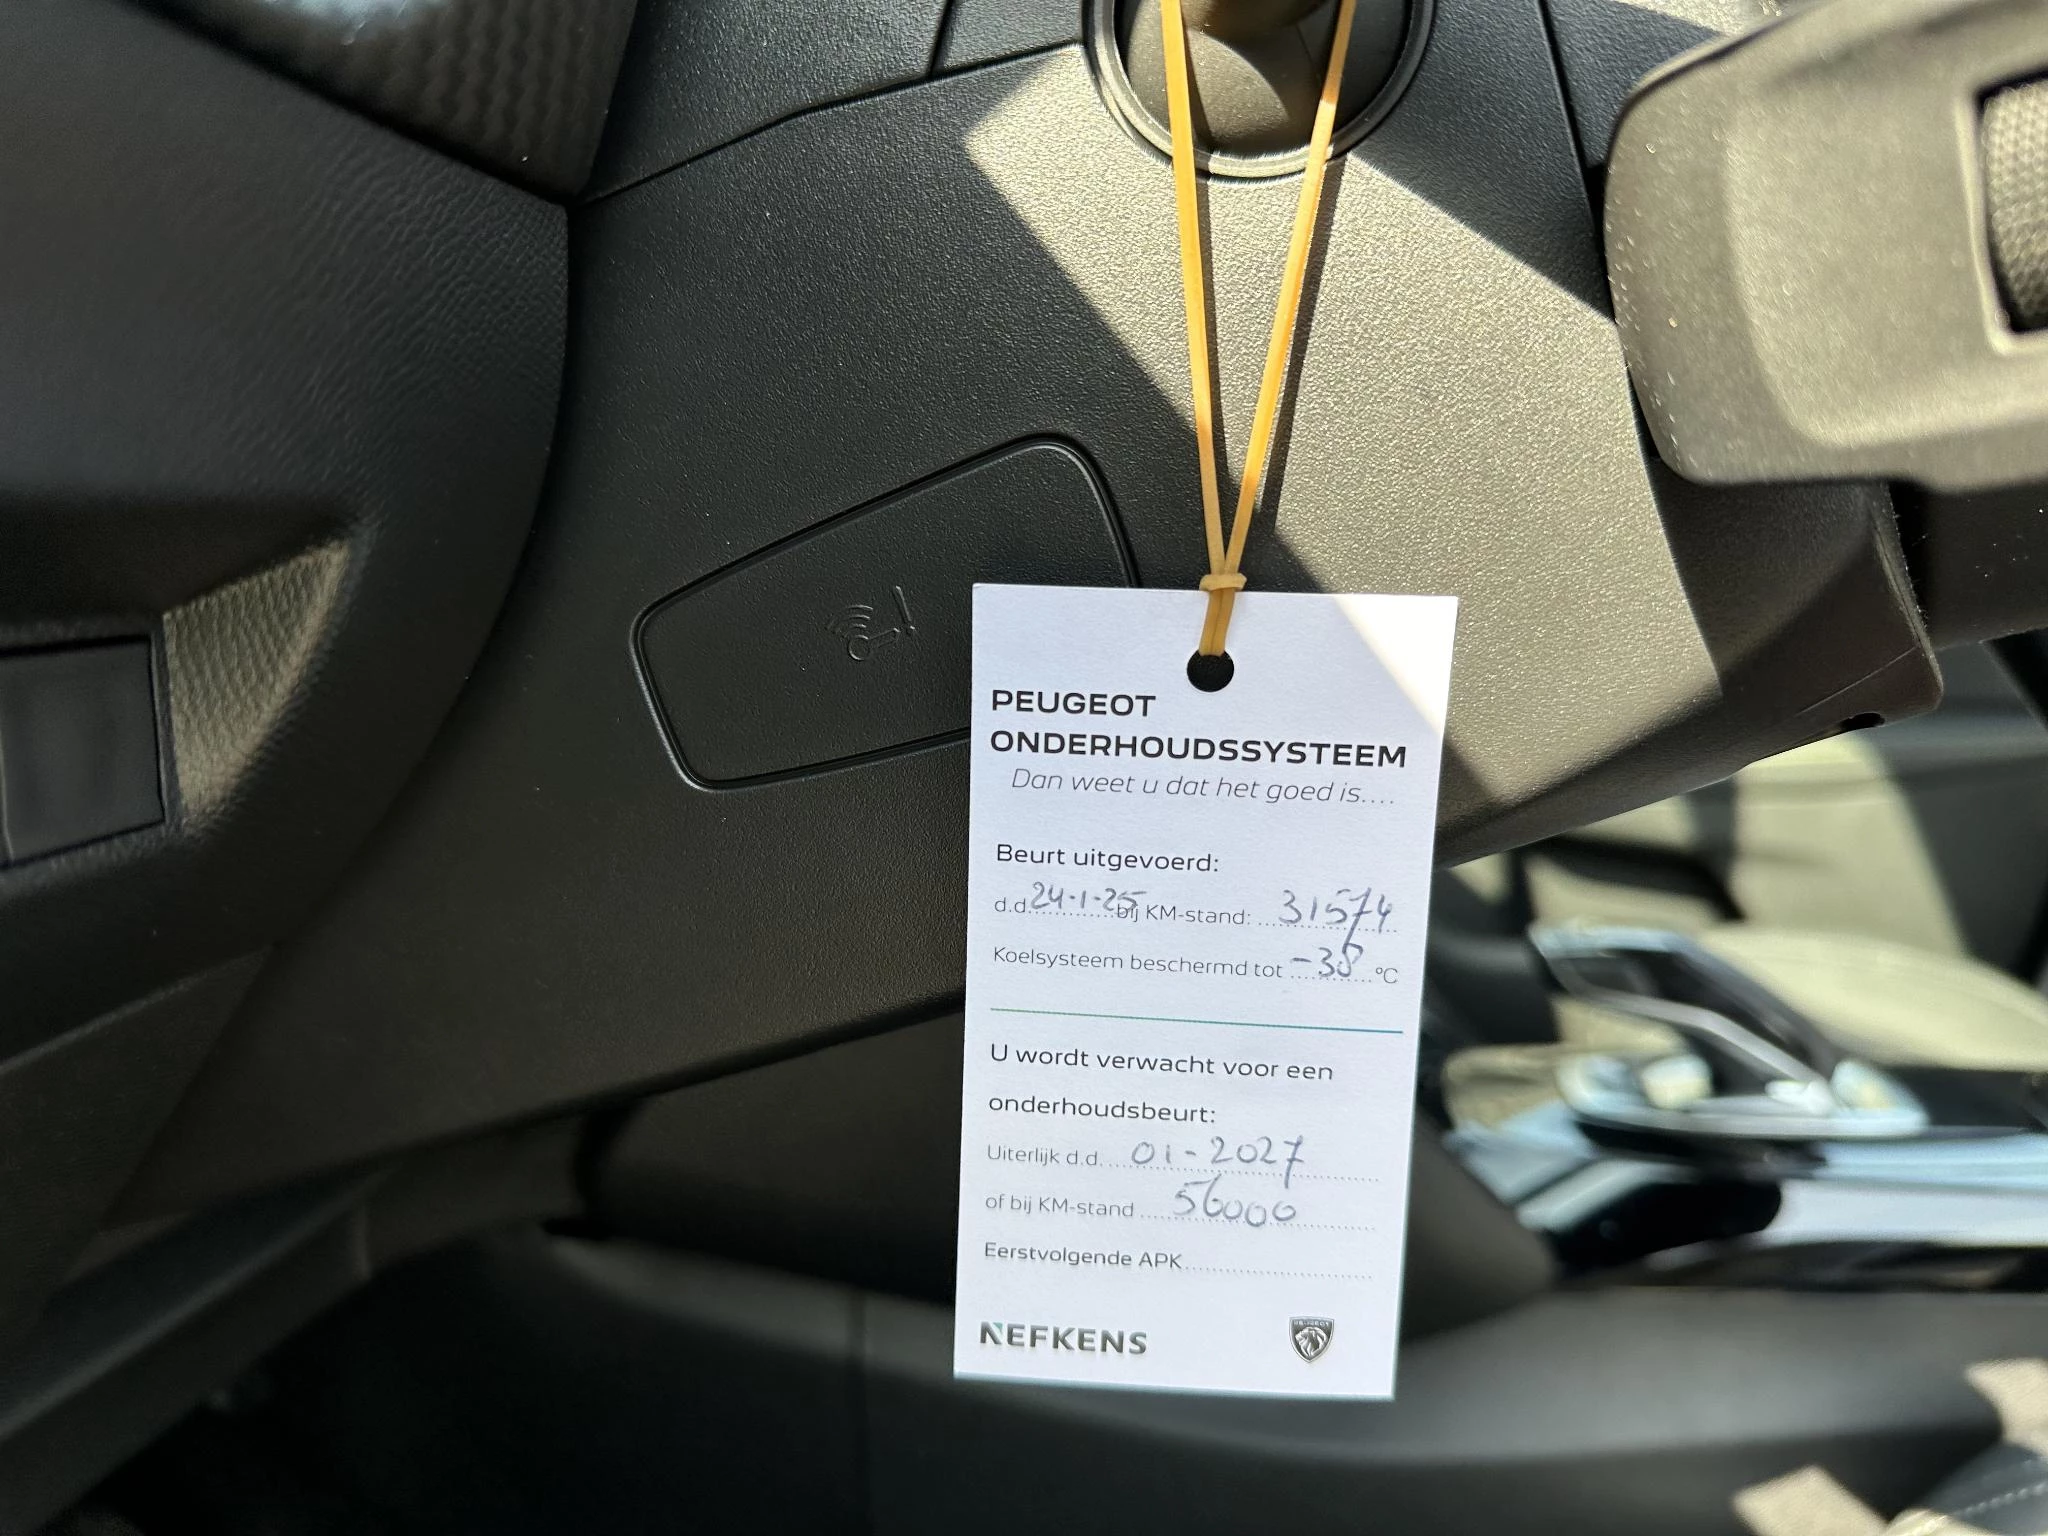 PEUGEOT
ONDERHOUDSSYSTEEM
Dan weet u dat het goed is....
Beurt uitgevoerd:
d.d. 24-1-25 bij KM-stand: 31574
Koelsysteem beschermd tot -38 °C
U wordt verwacht voor een
onderhoudsbeurt:
Uiterlijk d.d. 01-2027
of bij KM-stand 56000
Eerstvolgende APK
NEFKENS
PEUGEOT